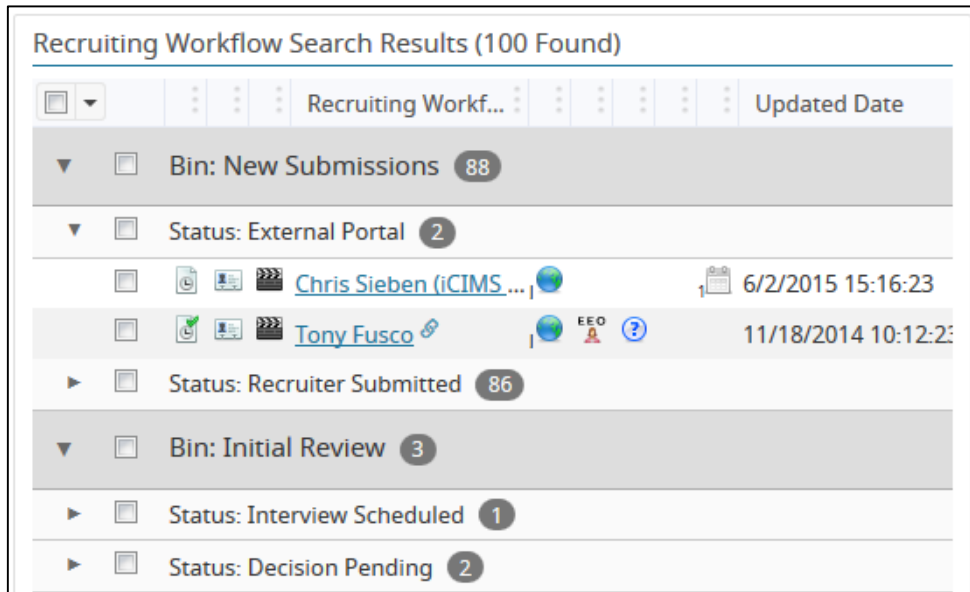 Recruiting Workflow Search Results (100 Found)
Recruiting Workf... Updated Date
Bin: New Submissions 88
Status: External Portal 2
Chris Sieben (iCIMS ... I 1 6/2/2015 15:16:23
Tony Fusco I EEO ? 11/18/2014 10:12:23
Status: Recruiter Submitted 86
Bin: Initial Review 3
Status: Interview Scheduled 1
Status: Decision Pending 2